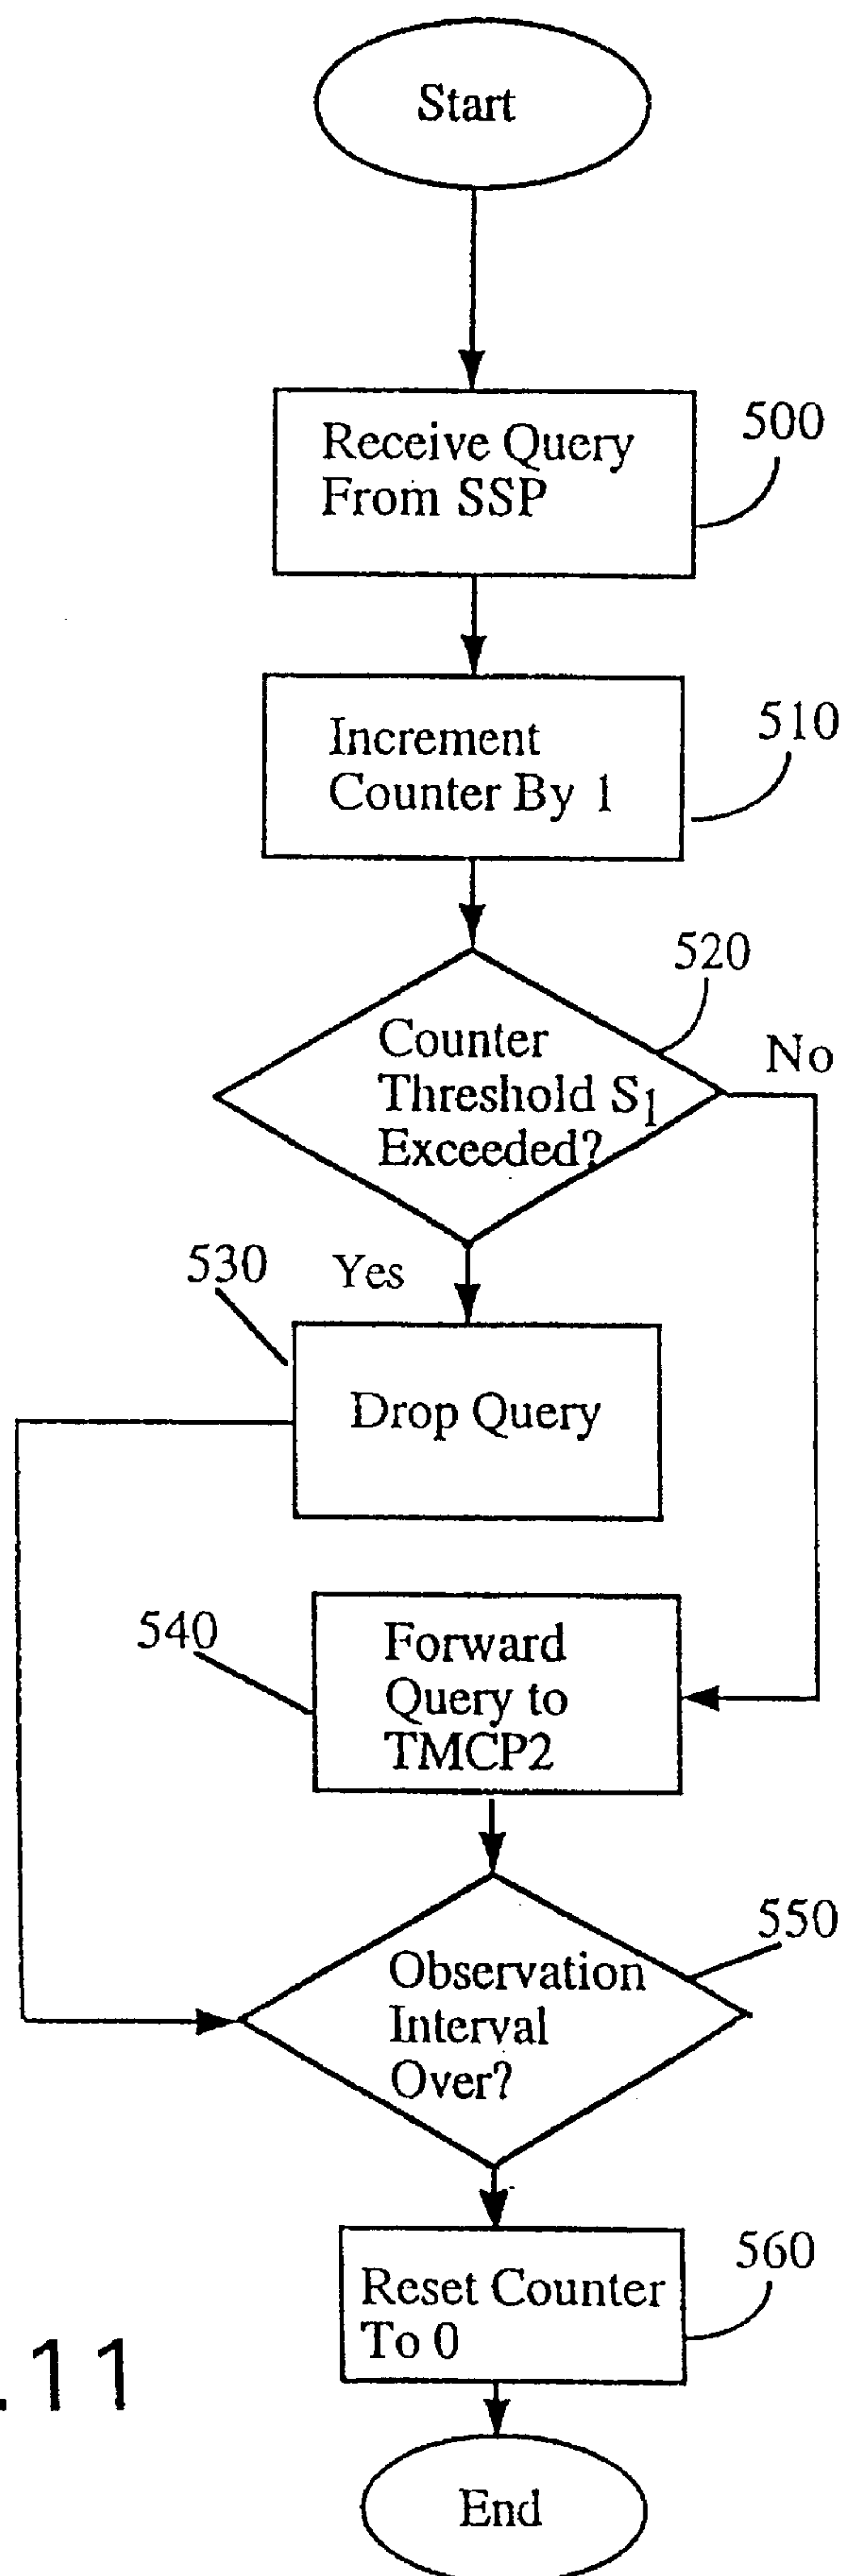 Start
Receive Query
From SSP
500
Increment
Counter By 1
510
520
Counter
Threshold S1
Exceeded?
No
530
Yes
Drop Query
540
Forward
Query to
TMCP2
550
Observation
Interval
Over?
560
Reset Counter
To 0
.11
End